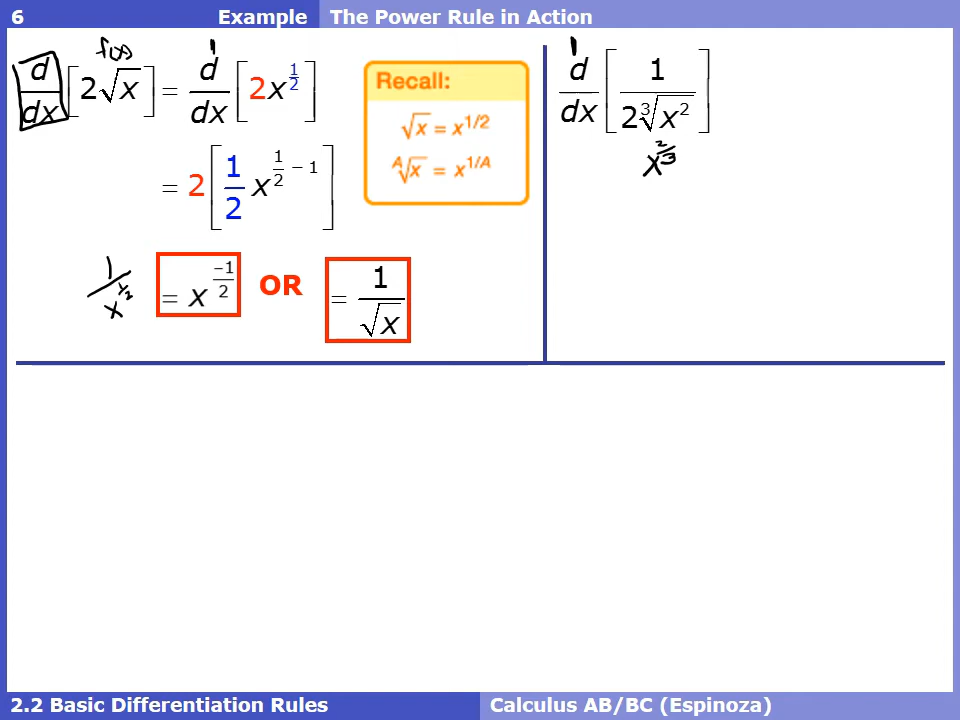 6 Example The Power Rule in Action
f(x)
d/dx [2√x] = d/dx [2x^(1/2)]
= 2[1/2 x^(1/2 − 1)]
1/x^(1/2) = x^(−1/2) OR = 1/√x
Recall:
√x = x^(1/2)
ᴬ√x = x^(1/A)
d/dx [1/(2∛x²)]
x^(2/3)
2.2 Basic Differentiation Rules Calculus AB/BC (Espinoza)